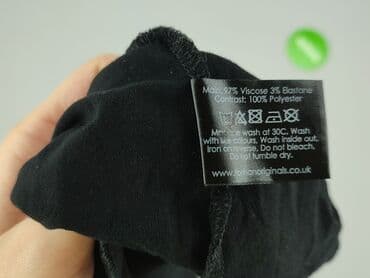 Main: 97% Viscose 3% Elastane
Contrast: 100% Polyester
Machine wash at 30C, Wash
with like colours, Wash inside out,
Iron on reverse, Do not bleach,
Do not tumble dry.
www.romanoriginals.co.uk